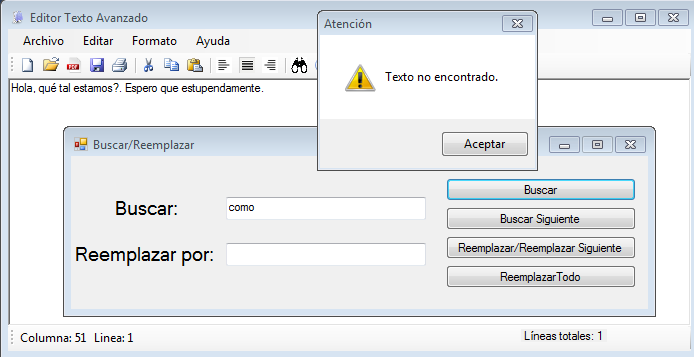 Editor Texto Avanzado
Archivo Editar Formato Ayuda
Hola, qué tal estamos?. Espero que estupendamente.
Atención
Texto no encontrado.
Aceptar
Buscar/Reemplazar
Buscar:
como
Reemplazar por:
Buscar
Buscar Siguiente
Reemplazar/Reemplazar Siguiente
ReemplazarTodo
Columna: 51 Linea: 1
Líneas totales: 1